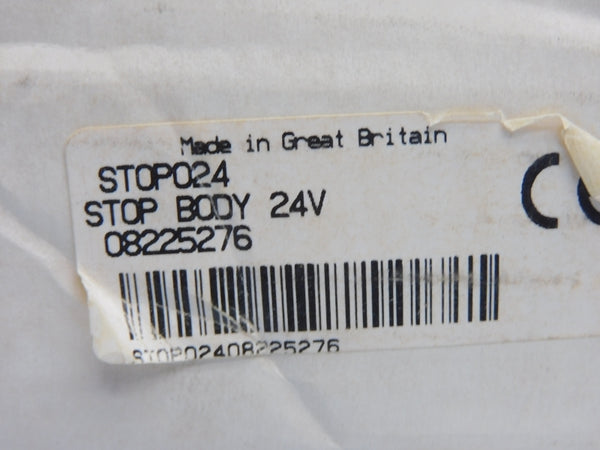 Made in Great Britain
STOP024
STOP BODY 24V
08225276
STOP02408225276